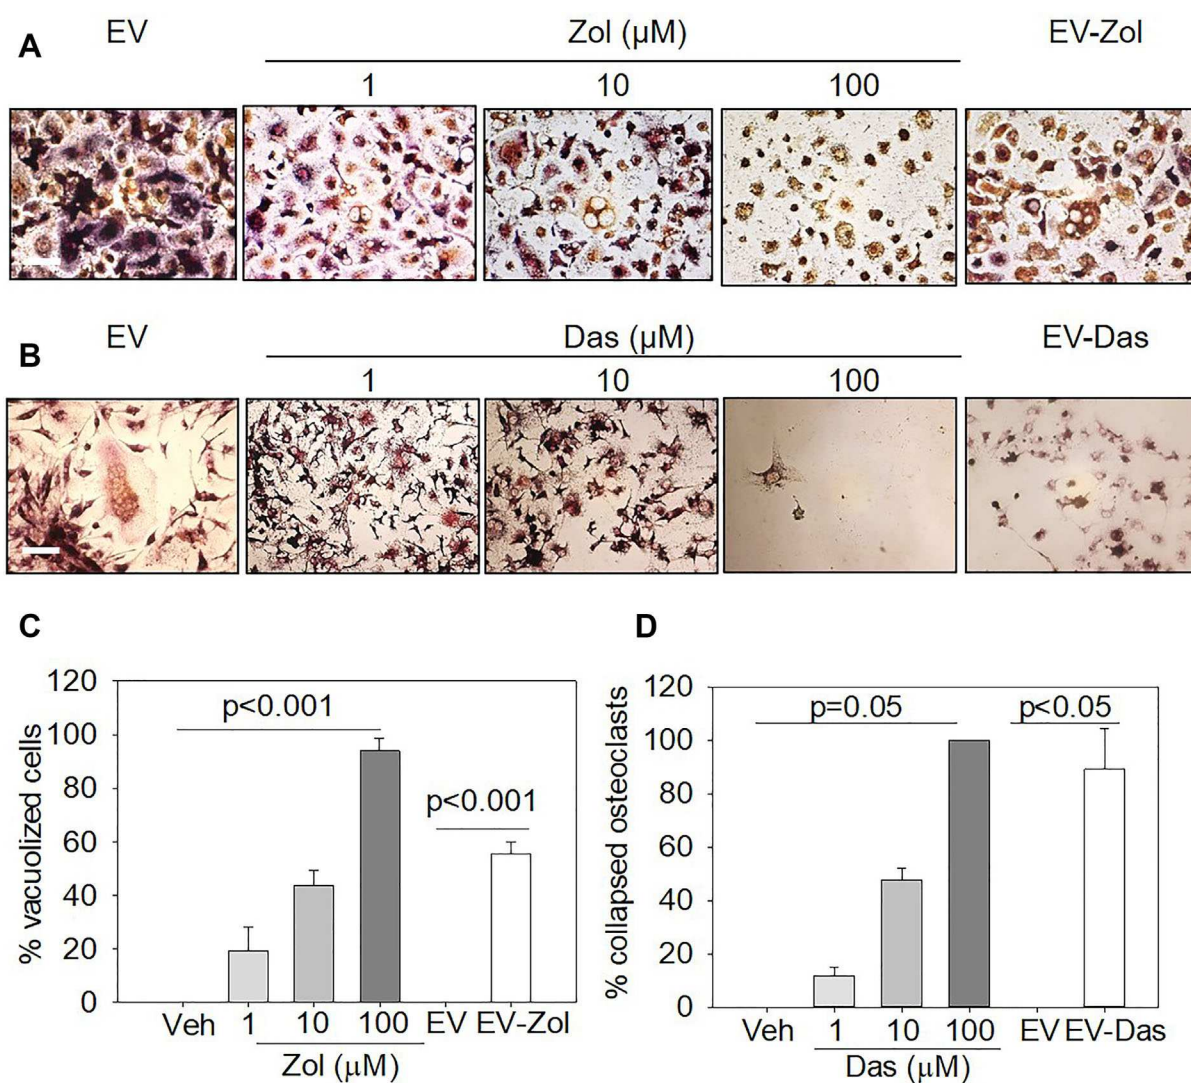 A
EV
Zol (µM)
EV-Zol
1
10
100
B
EV
Das (µM)
EV-Das
1
10
100
C
120
100
80
60
40
20
0
% vacuolized cells
p<0.001
p<0.001
Veh
1
10
100
EV
EV-Zol
Zol (µM)
D
120
100
80
60
40
20
0
% collapsed osteoclasts
p=0.05
p<0.05
Veh
1
10
100
EV
EV-Das
Das (µM)